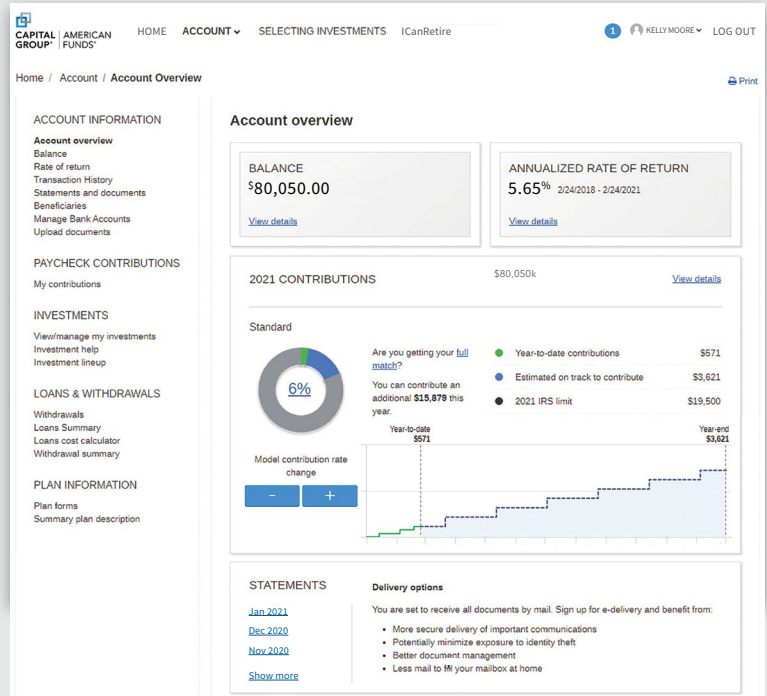 CAPITAL AMERICAN
GROUP® FUNDS®
HOME ACCOUNT SELECTING INVESTMENTS ICanRetire
1 KELLY MOORE LOG OUT
Home / Account / Account Overview
Print
ACCOUNT INFORMATION
Account overview
Balance
Rate of return
Transaction History
Statements and documents
Beneficiaries
Manage Bank Accounts
Upload documents
PAYCHECK CONTRIBUTIONS
My contributions
INVESTMENTS
View/manage my investments
Investment help
Investment lineup
LOANS & WITHDRAWALS
Withdrawals
Loans Summary
Loans cost calculator
Withdrawal summary
PLAN INFORMATION
Plan forms
Summary plan description
Account overview
BALANCE
$80,050.00
View details
ANNUALIZED RATE OF RETURN
5.65% 2/24/2018 - 2/24/2021
View details
2021 CONTRIBUTIONS
$80,050k
View details
Standard
6%
Model contribution rate
change
−
+
Are you getting your full
match?
You can contribute an
additional $15,879 this
year.
Year-to-date contributions $571
Estimated on track to contribute $3,621
2021 IRS limit $19,500
Year-to-date
$571
Year-end
$3,621
STATEMENTS
Jan 2021
Dec 2020
Nov 2020
Show more
Delivery options
You are set to receive all documents by mail. Sign up for e-delivery and benefit from:
• More secure delivery of important communications
• Potentially minimize exposure to identity theft
• Better document management
• Less mail to fill your mailbox at home